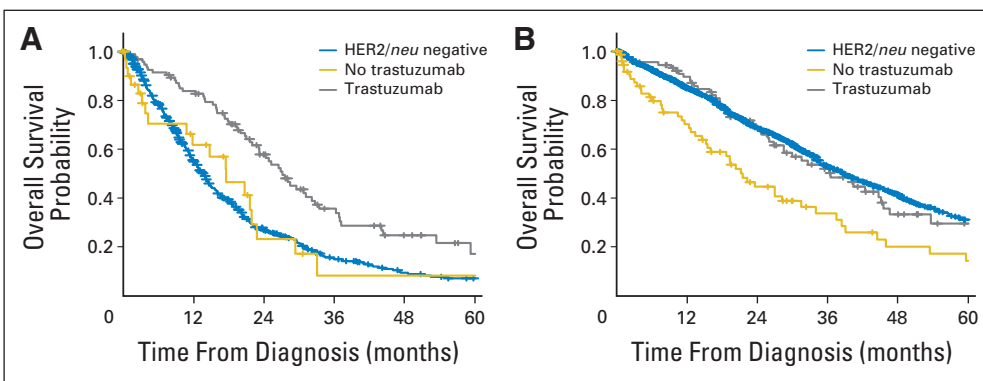 A
HER2/neu negative
No trastuzumab
Trastuzumab
Overall Survival
Probability
1.0
0.8
0.6
0.4
0.2
0
12
24
36
48
60
Time From Diagnosis (months)
B
HER2/neu negative
No trastuzumab
Trastuzumab
Overall Survival
Probability
1.0
0.8
0.6
0.4
0.2
0
12
24
36
48
60
Time From Diagnosis (months)